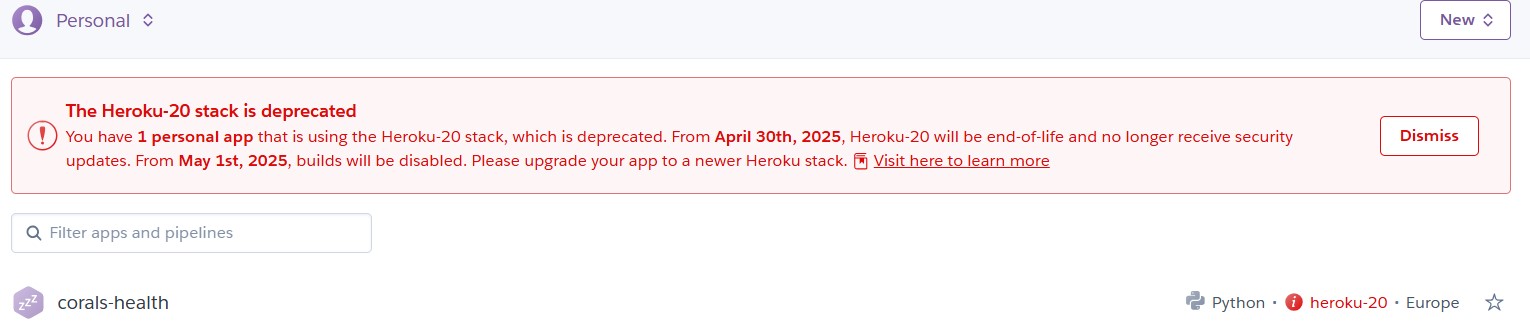 Personal
New
The Heroku-20 stack is deprecated
You have 1 personal app that is using the Heroku-20 stack, which is deprecated. From April 30th, 2025, Heroku-20 will be end-of-life and no longer receive security
updates. From May 1st, 2025, builds will be disabled. Please upgrade your app to a newer Heroku stack. Visit here to learn more
Dismiss
Filter apps and pipelines
zzz corals-health
Python · heroku-20 · Europe